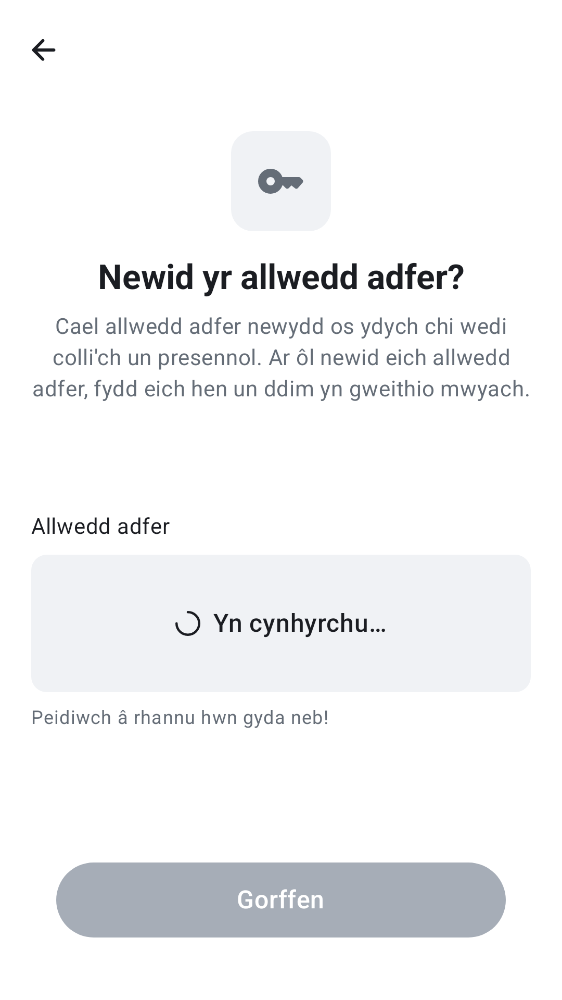 Newid yr allwedd adfer?
Cael allwedd adfer newydd os ydych chi wedi
colli'ch un presennol. Ar ôl newid eich allwedd
adfer, fydd eich hen un ddim yn gweithio mwyach.
Allwedd adfer
Yn cynhyrchu…
Peidiwch â rhannu hwn gyda neb!
Gorffen